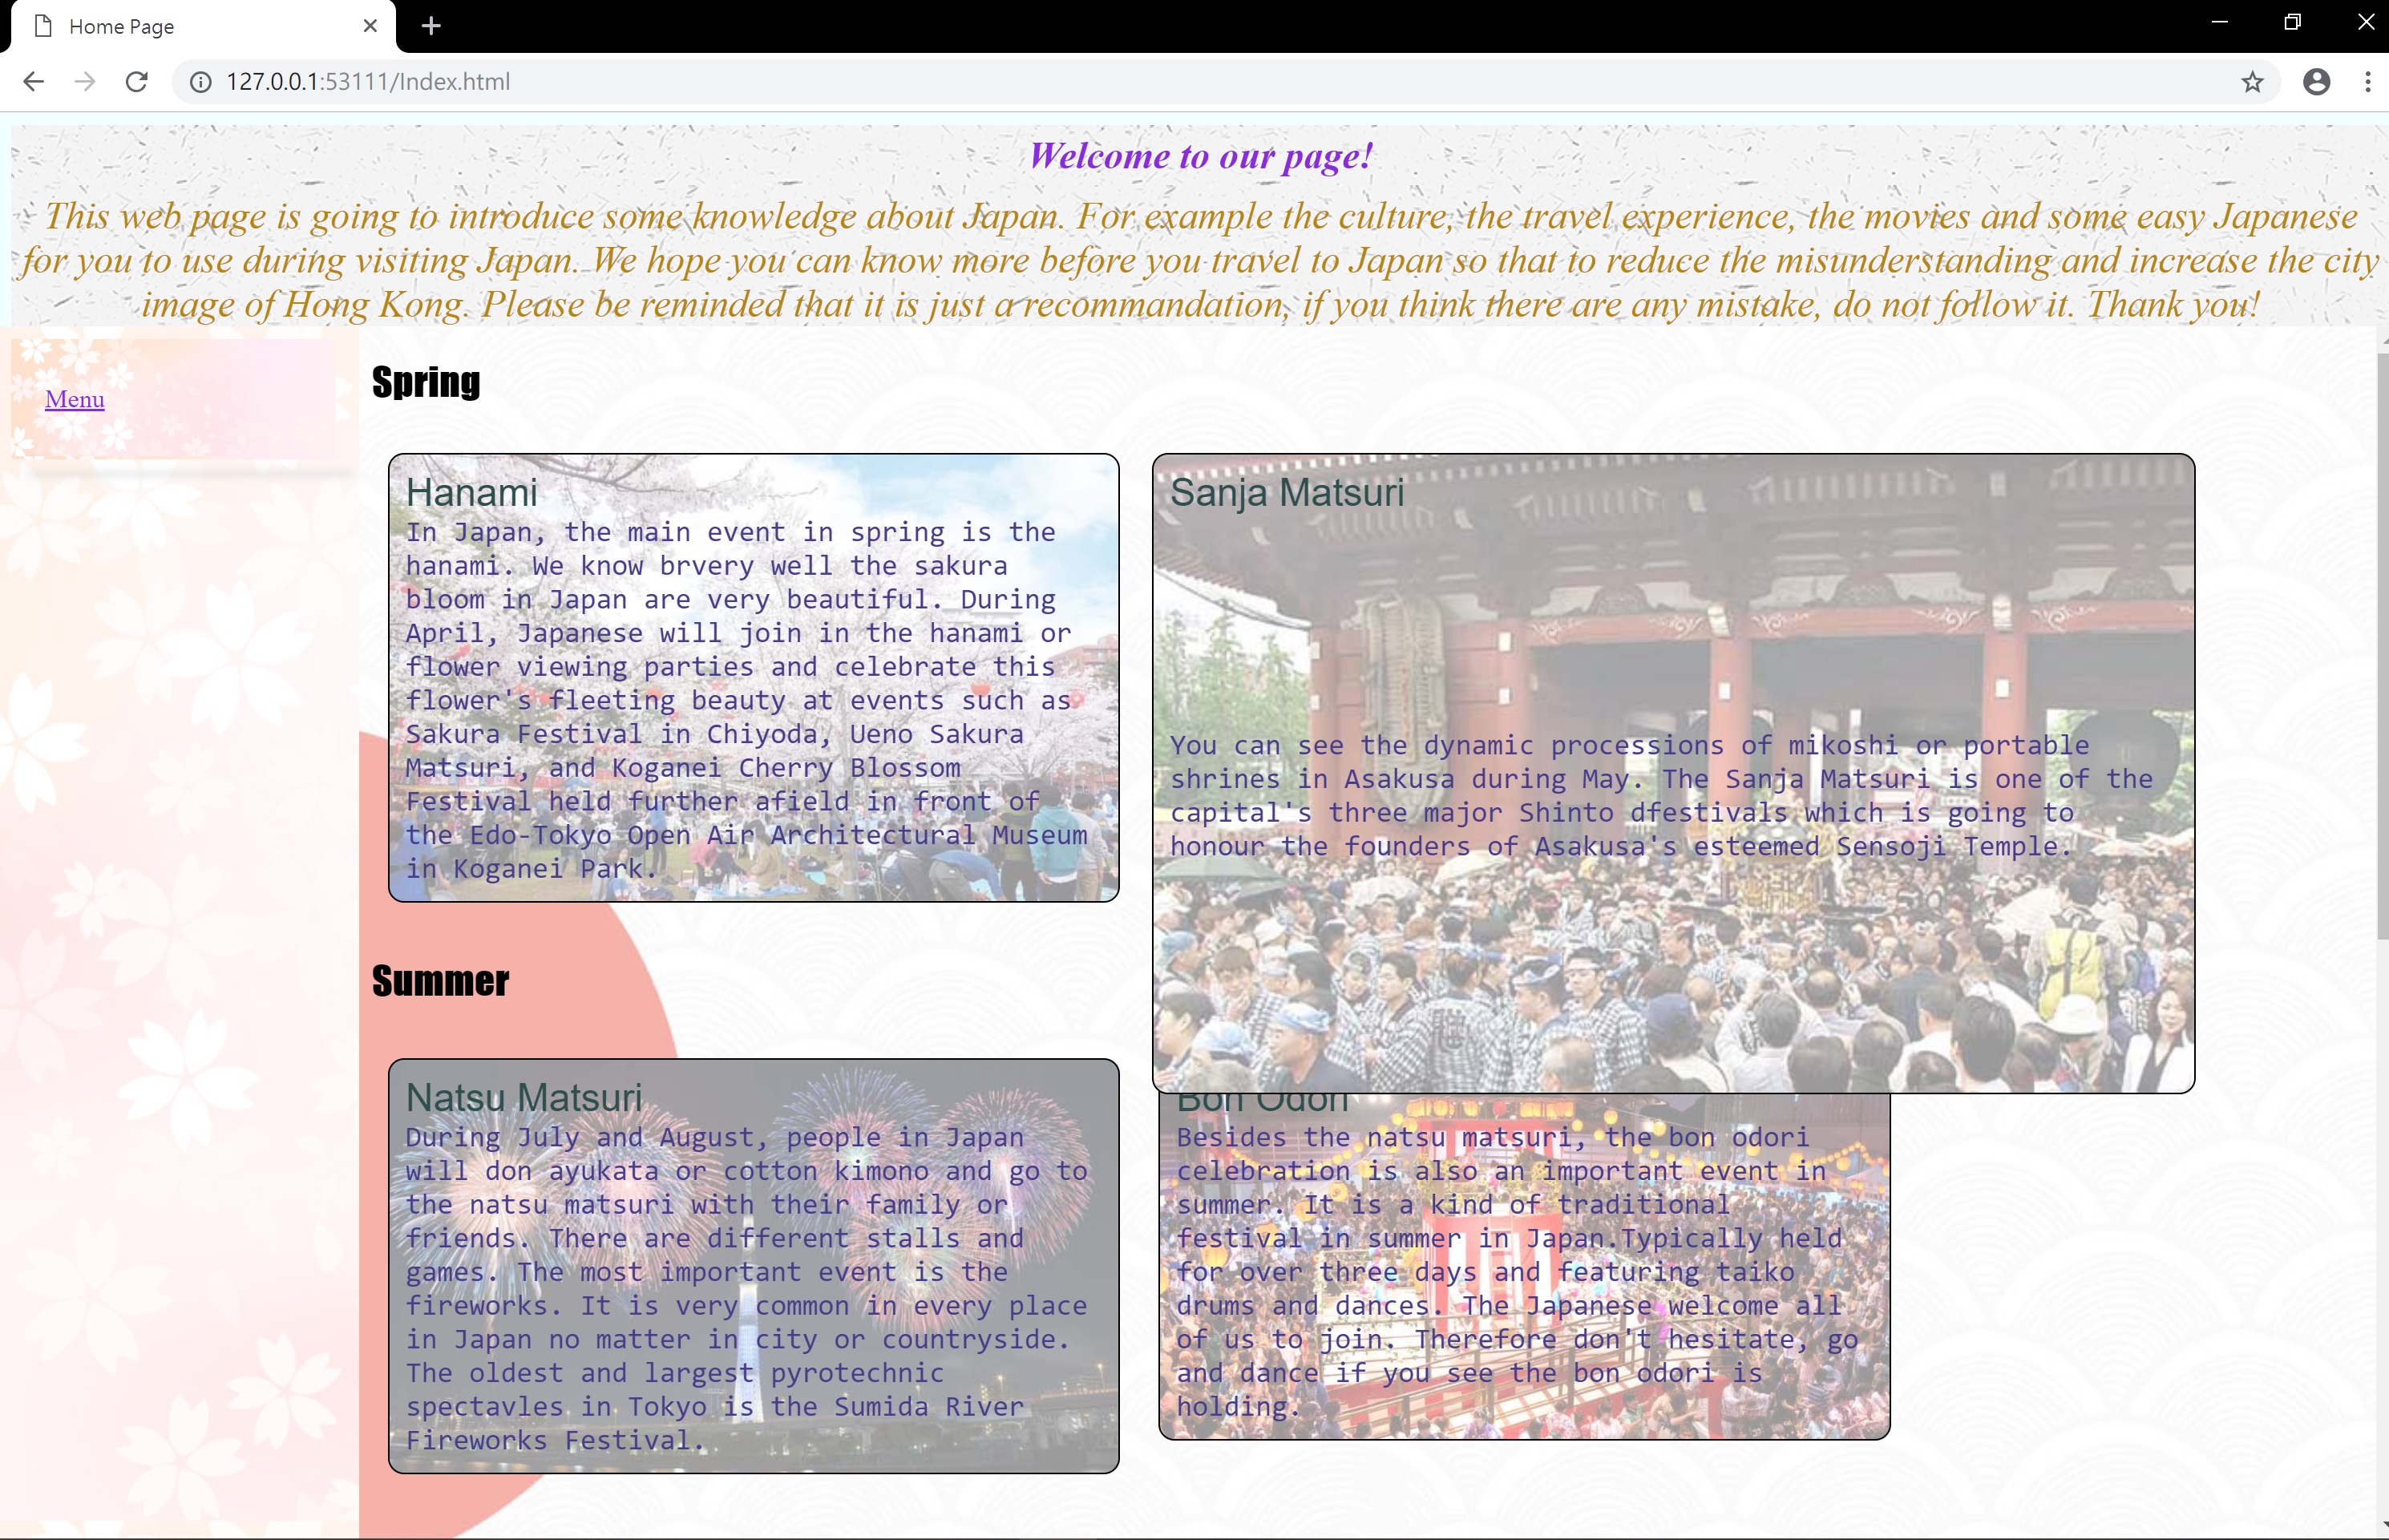 Home Page
127.0.0.1:53111/Index.html
Welcome to our page!
This web page is going to introduce some knowledge about Japan. For example the culture, the travel experience, the movies and some easy Japanese
for you to use during visiting Japan. We hope you can know more before you travel to Japan so that to reduce the misunderstanding and increase the city
image of Hong Kong. Please be reminded that it is just a recommandation, if you think there are any mistake, do not follow it. Thank you!
Menu
Spring
Hanami
In Japan, the main event in spring is the
hanami. We know brvery well the sakura
bloom in Japan are very beautiful. During
April, Japanese will join in the hanami or
flower viewing parties and celebrate this
flower's fleeting beauty at events such as
Sakura Festival in Chiyoda, Ueno Sakura
Matsuri, and Koganei Cherry Blossom
Festival held further afield in front of
the Edo-Tokyo Open Air Architectural Museum
in Koganei Park.
Sanja Matsuri
You can see the dynamic processions of mikoshi or portable
shrines in Asakusa during May. The Sanja Matsuri is one of the
capital's three major Shinto dfestivals which is going to
honour the founders of Asakusa's esteemed Sensoji Temple.
Summer
Natsu Matsuri
During July and August, people in Japan
will don ayukata or cotton kimono and go to
the natsu matsuri with their family or
friends. There are different stalls and
games. The most important event is the
fireworks. It is very common in every place
in Japan no matter in city or countryside.
The oldest and largest pyrotechnic
spectavles in Tokyo is the Sumida River
Fireworks Festival.
Bon Odori
Besides the natsu matsuri, the bon odori
celebration is also an important event in
summer. It is a kind of traditional
festival in summer in Japan.Typically held
for over three days and featuring taiko
drums and dances. The Japanese welcome all
of us to join. Therefore don't hesitate, go
and dance if you see the bon odori is
holding.